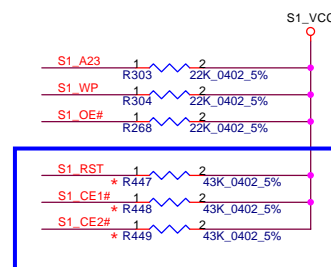 S1_VCC
S1_A23 1 2
R303 22K_0402_5%
S1_WP 1 2
R304 22K_0402_5%
S1_OE# 1 2
R268 22K_0402_5%
S1_RST 1 2
* R447 43K_0402_5%
S1_CE1# 1 2
* R448 43K_0402_5%
S1_CE2# 1 2
* R449 43K_0402_5%